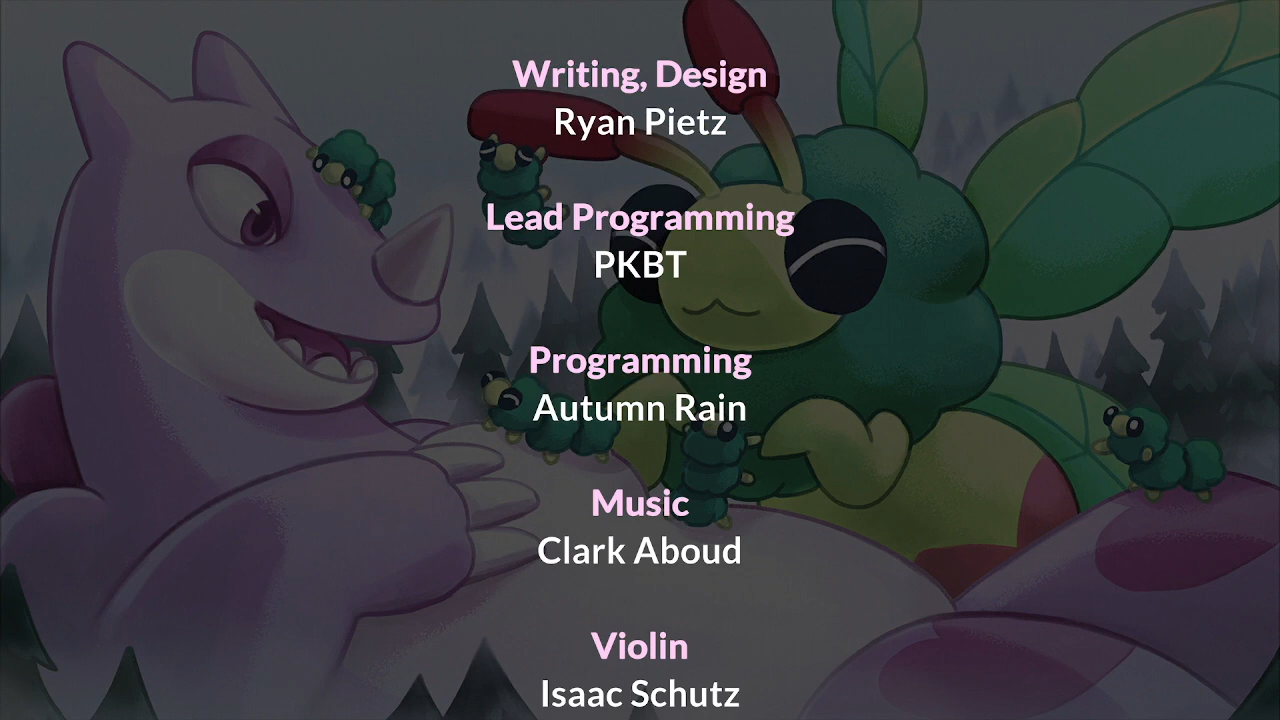 Writing, Design
Ryan Pietz
Lead Programming
PKBT
Programming
Autumn Rain
Music
Clark Aboud
Violin
Isaac Schutz